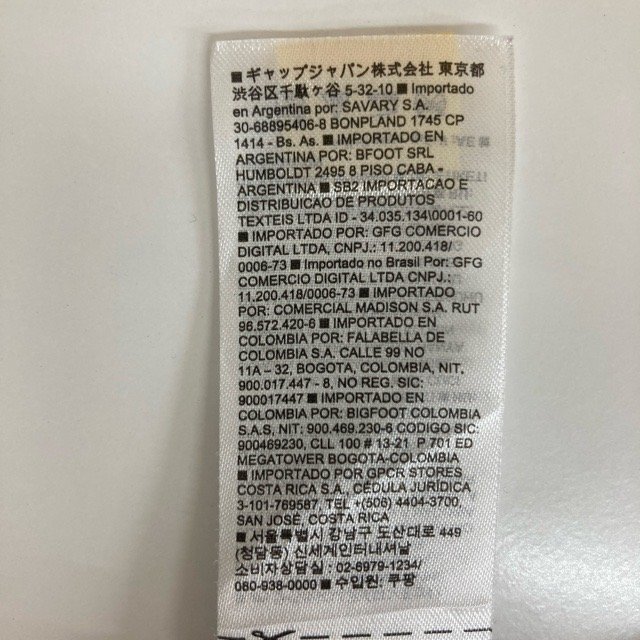 ■ ギャップジャパン株式会社 東京都
渋谷区千駄ヶ谷 5-32-10 ■ Importado
en Argentina por: SAVARY S.A.
30-68895406-8 BONPLAND 1745 CP
1414 - Bs. As. ■ IMPORTADO EN
ARGENTINA POR: BFOOT SRL
HUMBOLDT 2495 8 PISO CABA -
ARGENTINA ■ SB2 IMPORTACAO E
DISTRIBUICAO DE PRODUTOS
TEXTEIS LTDA ID - 34.035.134\0001-60
■ IMPORTADO POR: GFG COMERCIO
DIGITAL LTDA, CNPJ.: 11.200.418/
0006-73 ■ Importado no Brasil Por: GFG
COMERCIO DIGITAL LTDA CNPJ.:
11.200.418/0006-73 ■ IMPORTADO
POR: COMERCIAL MADISON S.A. RUT
96.572.420-6 ■ IMPORTADO EN
COLOMBIA POR: FALABELLA DE
COLOMBIA S.A. CALLE 99 NO
11A – 32, BOGOTA, COLOMBIA, NIT.
900.017.447 - 8, NO REG. SIC:
900017447 ■ IMPORTADO EN
COLOMBIA POR: BIGFOOT COLOMBIA
S.A.S, NIT: 900.469.230-6 CODIGO SIC:
900469230, CLL 100 # 13-21 P 701 ED
MEGATOWER BOGOTA-COLOMBIA
■ IMPORTADO POR GPCR STORES
COSTA RICA S.A., CÉDULA JURÍDICA
3-101-769587, TEL +(506) 4404-3700,
SAN JOSE, COSTA RICA
■ 서울특별시 강남구 도산대로 449
(청담동) 신세계인터내셔날
소비자상담실 : 02-6979-1234/
080-938-0000 ■ 수입원: 쿠팡